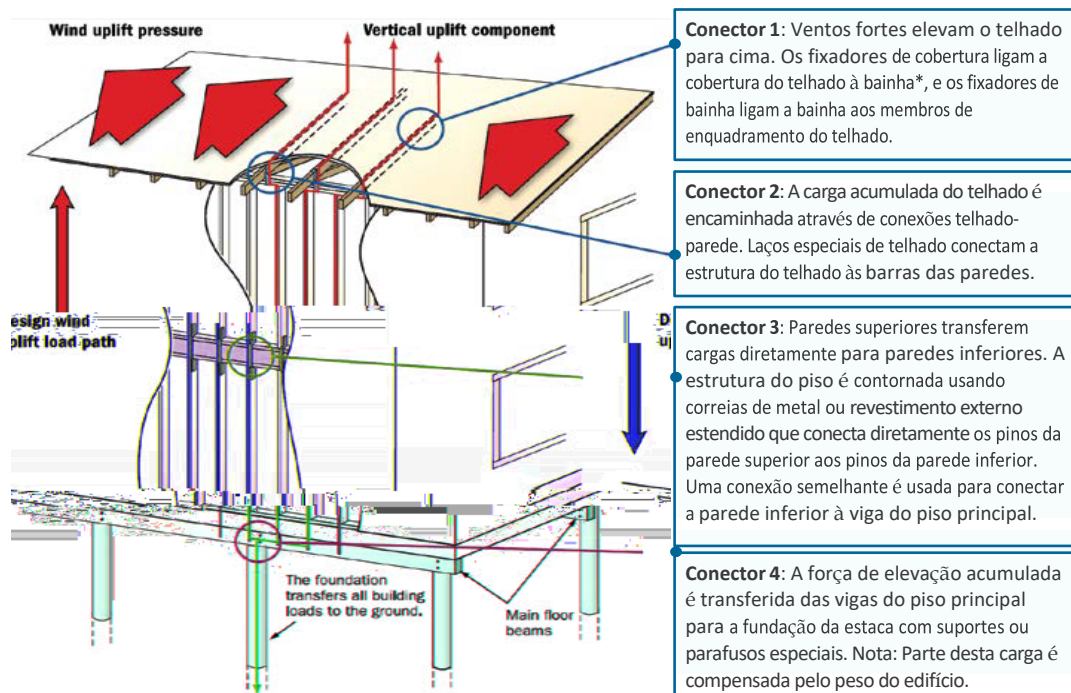 Wind uplift pressure
Vertical uplift component
Conector 1: Ventos fortes elevam o telhado
para cima. Os fixadores de cobertura ligam a
cobertura do telhado à bainha*, e os fixadores de
bainha ligam a bainha aos membros de
enquadramento do telhado.
Conector 2: A carga acumulada do telhado é
encaminhada através de conexões telhado-
parede. Laços especiais de telhado conectam a
estrutura do telhado às barras das paredes.
esign wind
plift load path
D
up
Conector 3: Paredes superiores transferem
cargas diretamente para paredes inferiores. A
estrutura do piso é contornada usando
correias de metal ou revestimento externo
estendido que conecta diretamente os pinos da
parede superior aos pinos da parede inferior.
Uma conexão semelhante é usada para conectar
a parede inferior à viga do piso principal.
The foundation
transfers all building
loads to the ground.
Main floor
beams
Conector 4: A força de elevação acumulada
é transferida das vigas do piso principal
para a fundação da estaca com suportes ou
parafusos especiais. Nota: Parte desta carga é
compensada pelo peso do edifício.